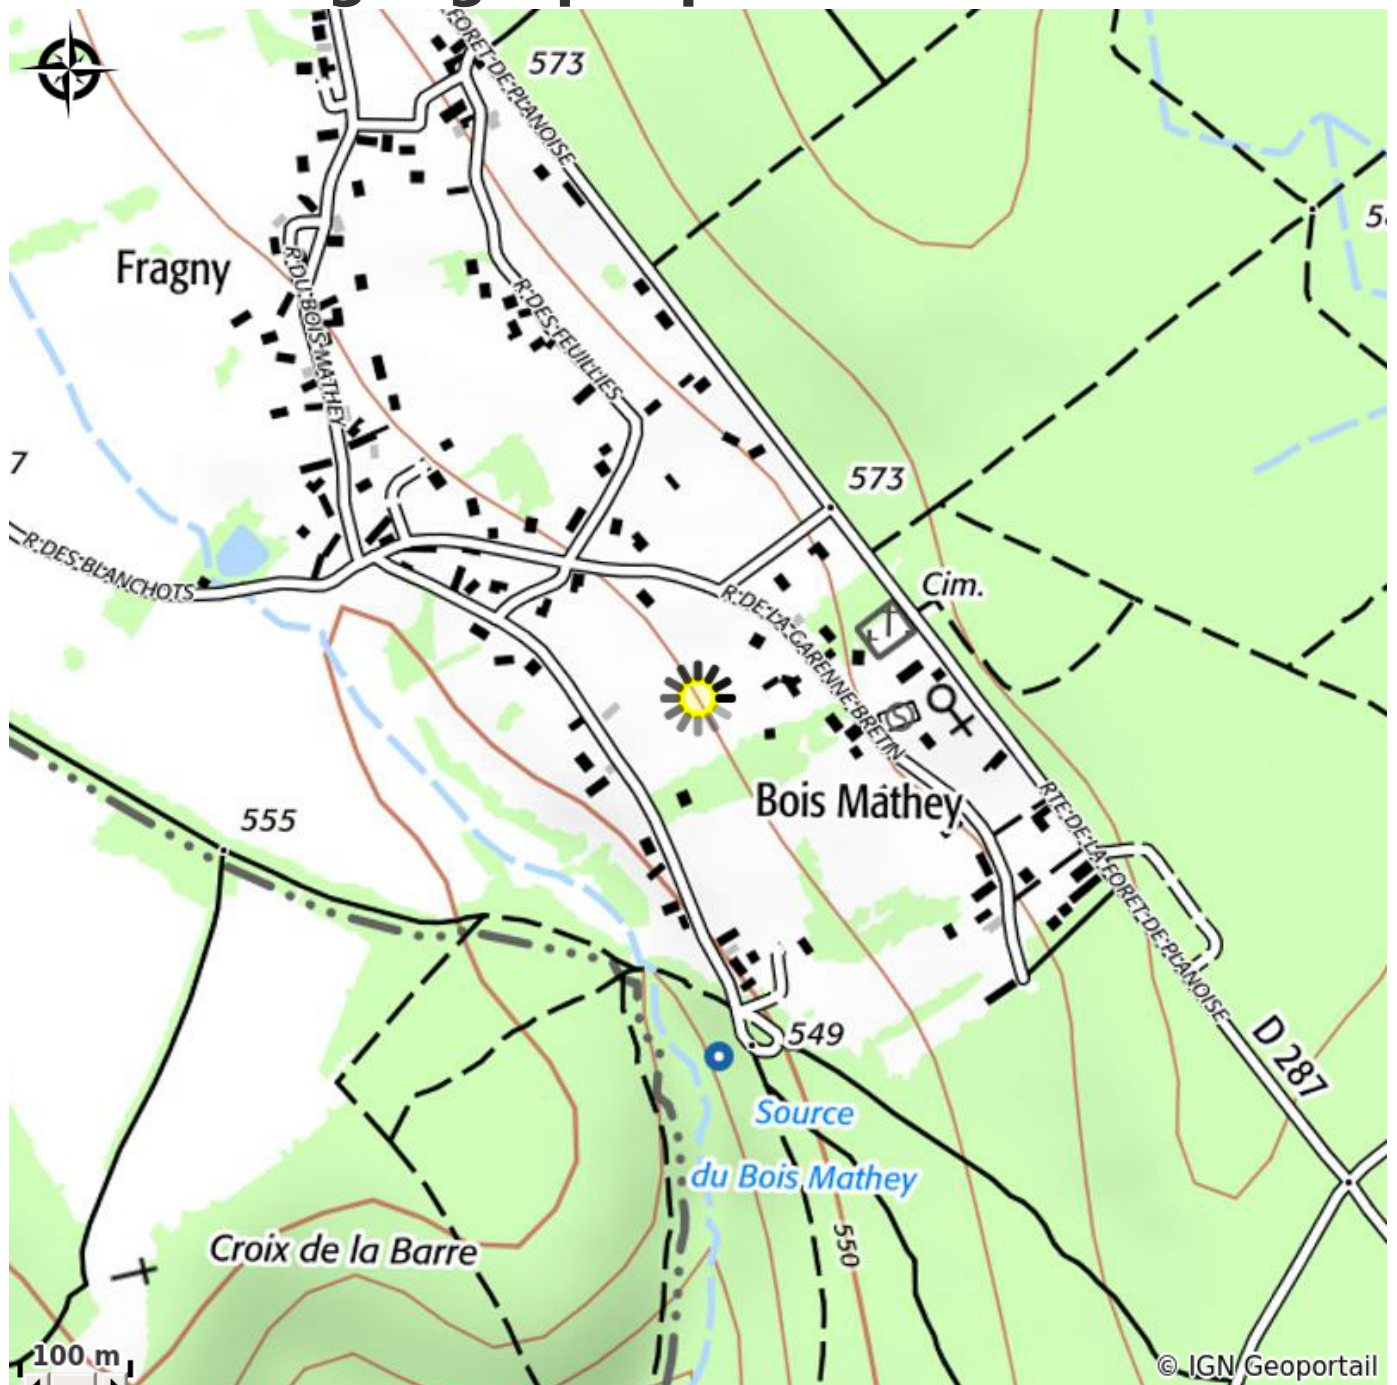 FORET·DE·PLANOISE
573
Fragny
R·DU·BOIS·MATHEY
R·DES·FEUILLIES
7
573
R·DES·BLANCHOTS
Cim.
R·DE·LA·GARENNE·BRETIN
Bois Mathey
RTE·DE·LA·FORET·DE·PLANOISE
555
549
D 287
Source
du Bois Mathey
550
Croix de la Barre
100 m
© IGN Geoportail